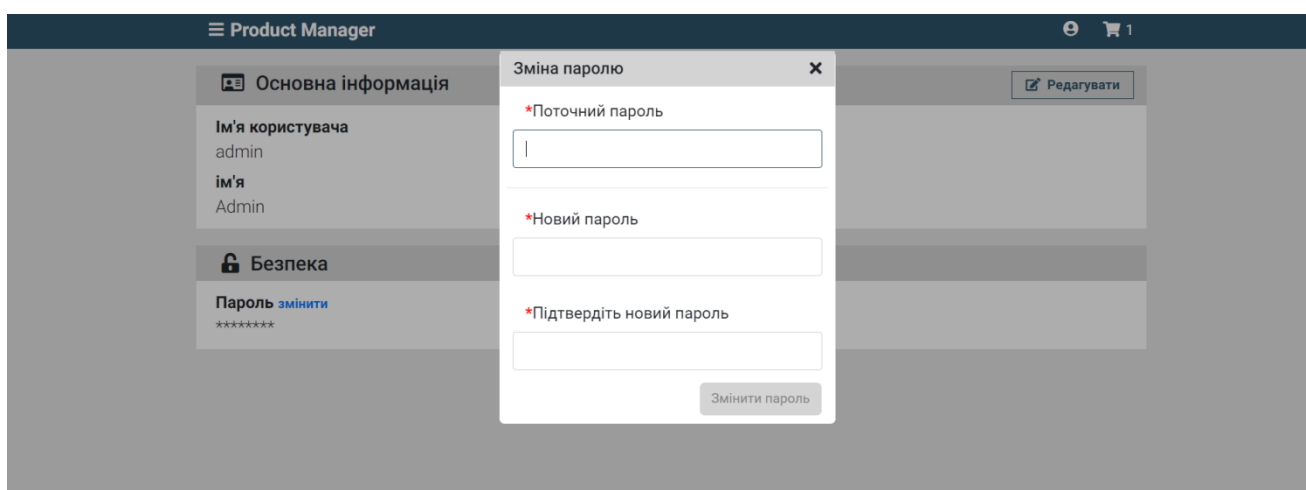 Product Manager
1
Основна інформація
Редагувати
Ім'я користувача
admin
ім'я
Admin
Безпека
Пароль змінити
********
Зміна паролю
*Поточний пароль
*Новий пароль
*Підтвердіть новий пароль
Змінити пароль